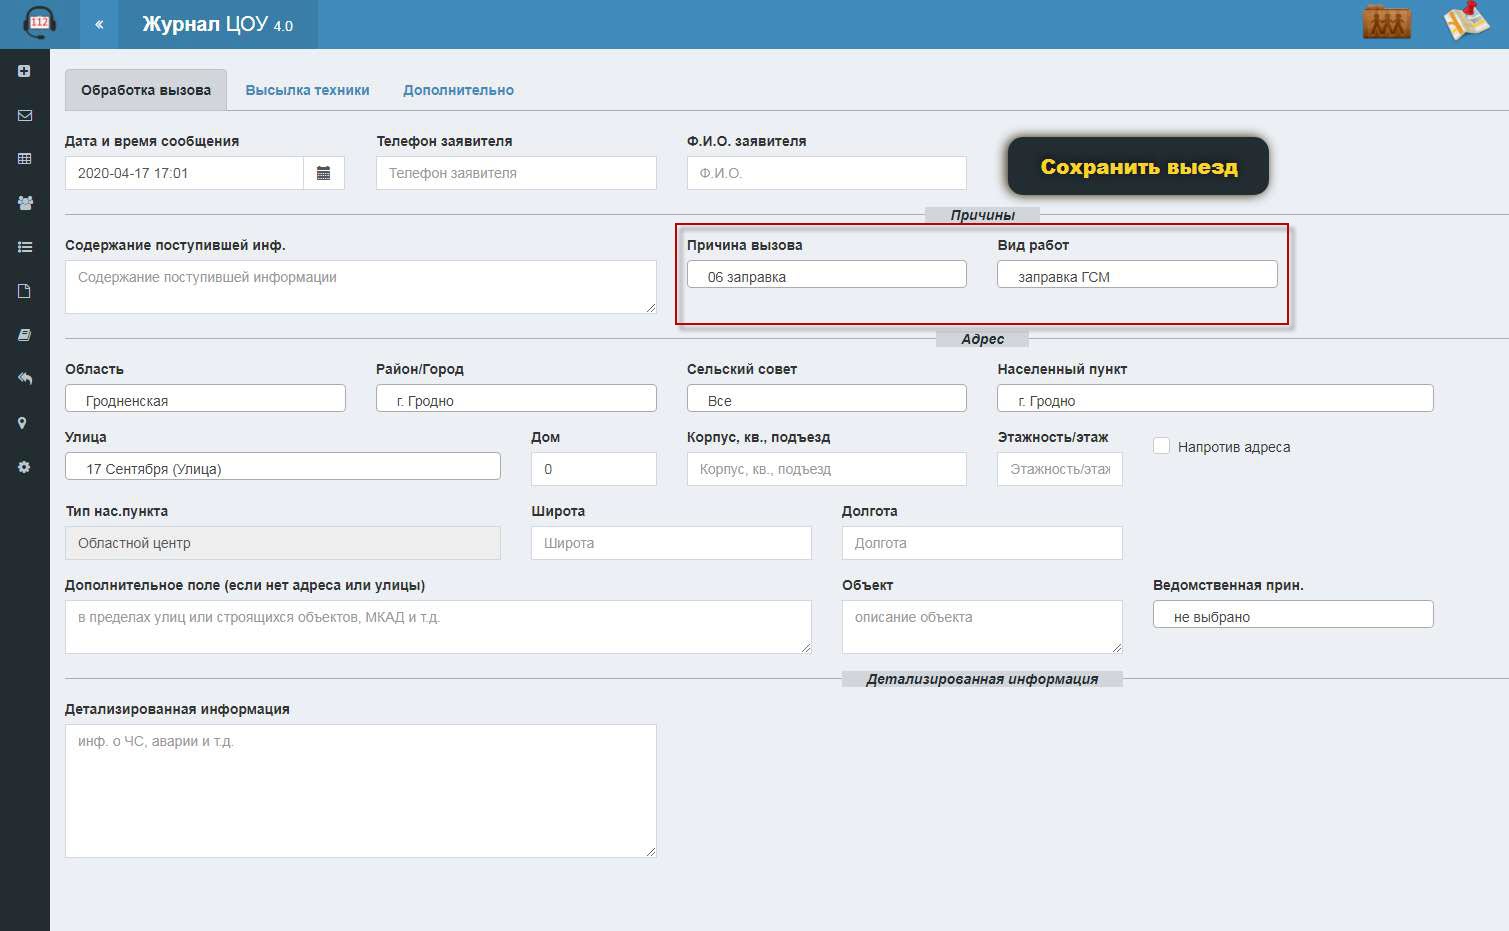 112
«
Журнал ЦОУ 4.0
Обработка вызова
Высылка техники
Дополнительно
Дата и время сообщения
Телефон заявителя
Ф.И.О. заявителя
2020-04-17 17:01
Телефон заявителя
Ф.И.О.
Сохранить выезд
Причины
Содержание поступившей инф.
Причина вызова
Вид работ
Содержание поступившей информации
06 заправка
заправка ГСМ
Адрес
Область
Район/Город
Сельский совет
Населенный пункт
Гродненская
г. Гродно
Все
г. Гродно
Улица
Дом
Корпус, кв., подъезд
Этажность/этаж
Напротив адреса
17 Сентября (Улица)
0
Корпус, кв., подъезд
Этажность/этаж
Тип нас.пункта
Широта
Долгота
Областной центр
Широта
Долгота
Дополнительное поле (если нет адреса или улицы)
Объект
Ведомственная прин.
в пределах улиц или строящихся объектов, МКАД и т.д.
описание объекта
не выбрано
Детализированная информация
Детализированная информация
инф. о ЧС, аварии и т.д.